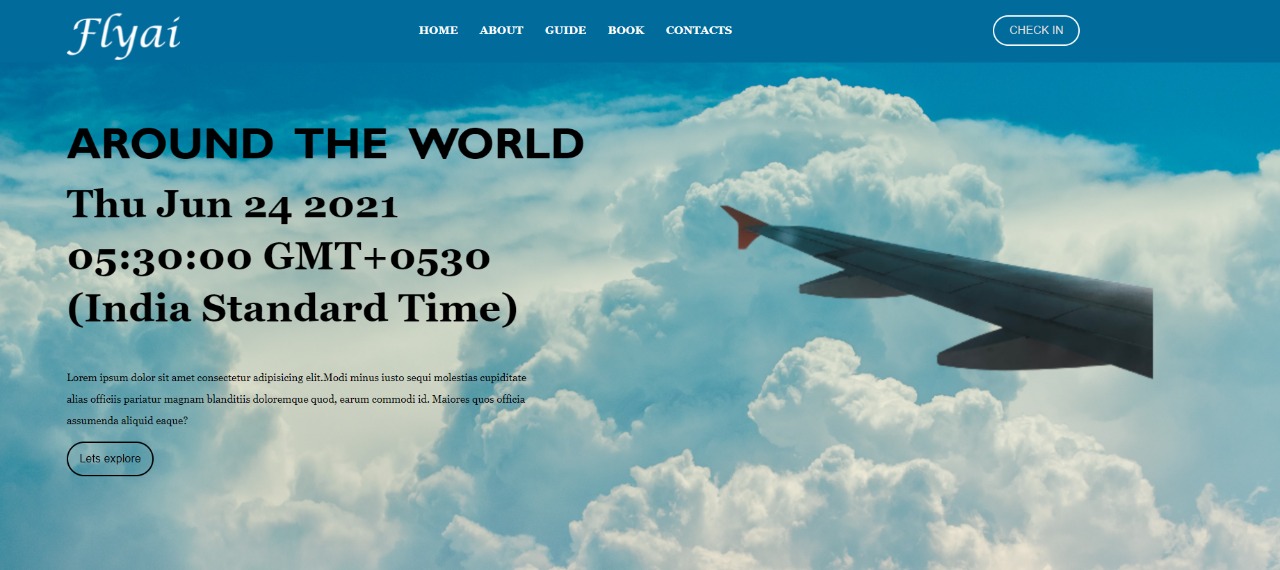 Flyai
HOME ABOUT GUIDE BOOK CONTACTS
CHECK IN
AROUND THE WORLD
Thu Jun 24 2021
05:30:00 GMT+0530
(India Standard Time)
Lorem ipsum dolor sit amet consectetur adipisicing elit.Modi minus iusto sequi molestias cupiditate
alias officiis pariatur magnam blanditiis doloremque quod, earum commodi id. Maiores quos officia
assumenda aliquid eaque?
Lets explore